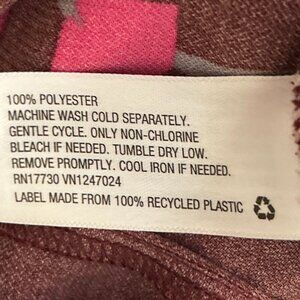 100% POLYESTER
MACHINE WASH COLD SEPARATELY.
GENTLE CYCLE. ONLY NON-CHLORINE
BLEACH IF NEEDED. TUMBLE DRY LOW.
REMOVE PROMPTLY. COOL IRON IF NEEDED.
RN17730 VN1247024
LABEL MADE FROM 100% RECYCLED PLASTIC